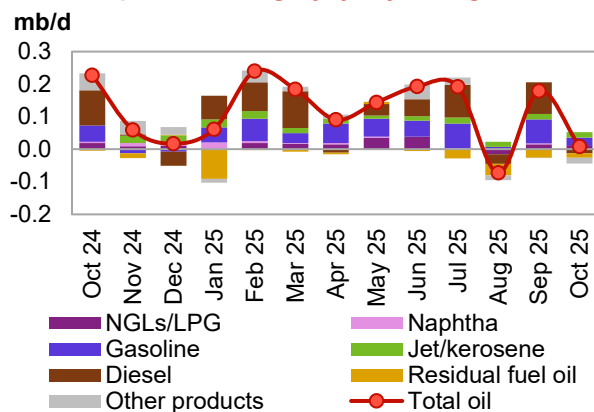 mb/d
0.3
0.2
0.1
0.0
-0.1
-0.2
Oct 24
Nov 24
Dec 24
Jan 25
Feb 25
Mar 25
Apr 25
May 25
Jun 25
Jul 25
Aug 25
Sep 25
Oct 25
NGLs/LPG
Naphtha
Gasoline
Jet/kerosene
Diesel
Residual fuel oil
Other products
Total oil